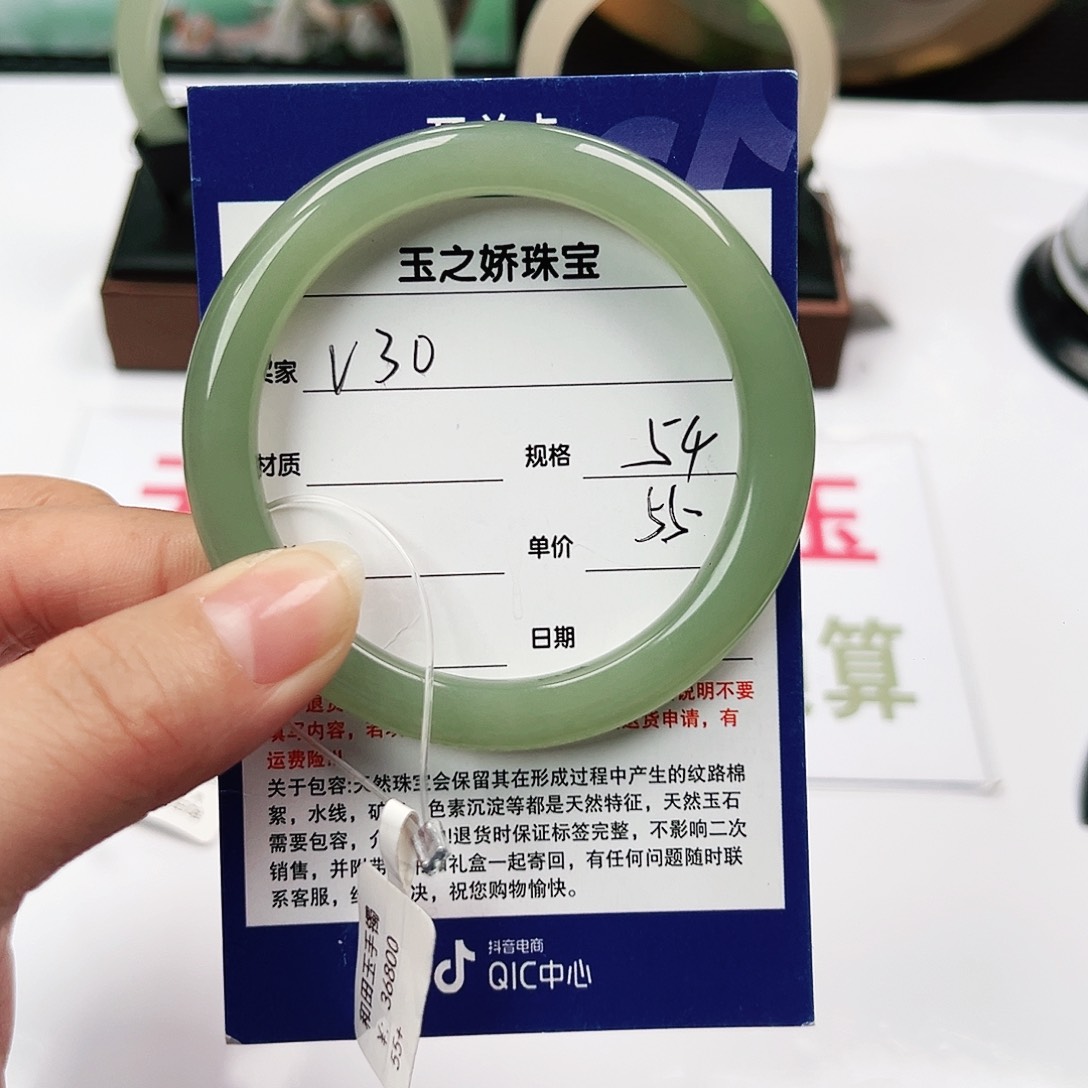 玉之娇珠宝
家 V30
材质 规格 54
55
单价
日期
说明不要
内容， 退货申请，有
运费险!!!
关于包容:天然珠宝会保留其在形成过程中产生的纹路棉
絮，水线，矿 色素沉淀等都是天然特征，天然玉石
需要包容， !退货时保证标签完整，不影响二次
销售，并附带 礼盒一起寄回，有任何问题随时联
系客服， 决，祝您购物愉快。
抖音电商
QIC中心
和田玉手镯
¥: 36800
55+
玉
算